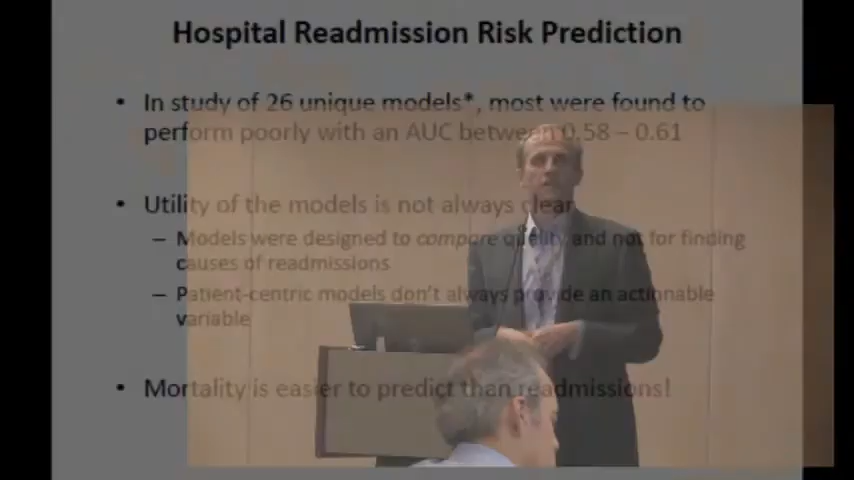 Hospital Readmission Risk Prediction
• In study of 26 unique models*, most were found to
perform poorly with an AUC between 0.58 – 0.61
• Utility of the models is not always clear
– Models were designed to compare quality and not for finding
causes of readmissions
– Patient-centric models don't always provide an actionable
variable
• Mortality is easier to predict than readmissions!